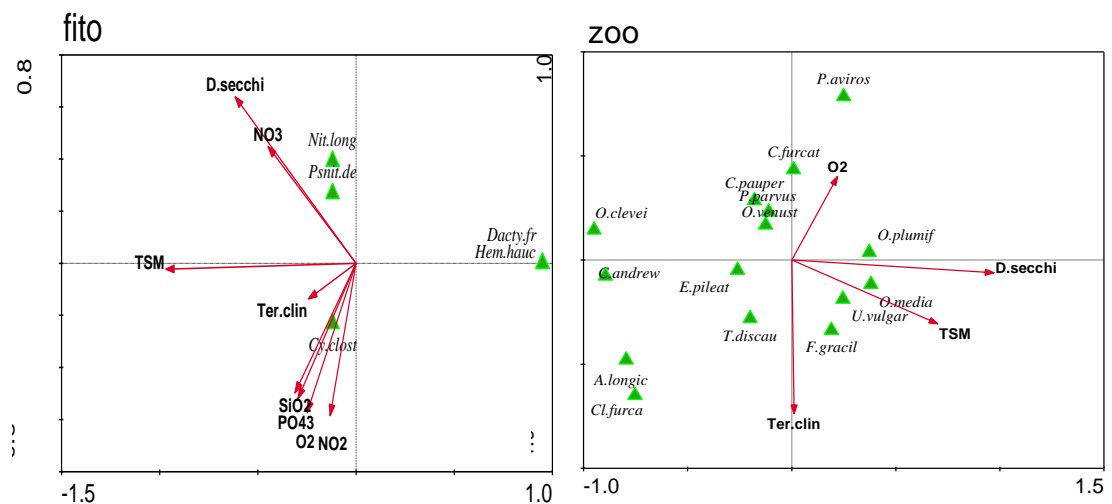 fito
0.8
1.0
D.secchi
NO3
Nit.long
Psnit.de
Dacty.fr
Hem.hauc
TSM
Ter.clin
Cy.clost
SiO2
PO43
O2 NO2
-1.5
1.0
zoo
P.aviros
C.furcat
O2
C.pauper
P.parvus
O.venust
O.clevei
O.plumif
D.secchi
C.andrew
E.pileat
O.media
U.vulgar
TSM
T.discau
F.gracil
A.longic
Cl.furca
Ter.clin
-1.0
1.5